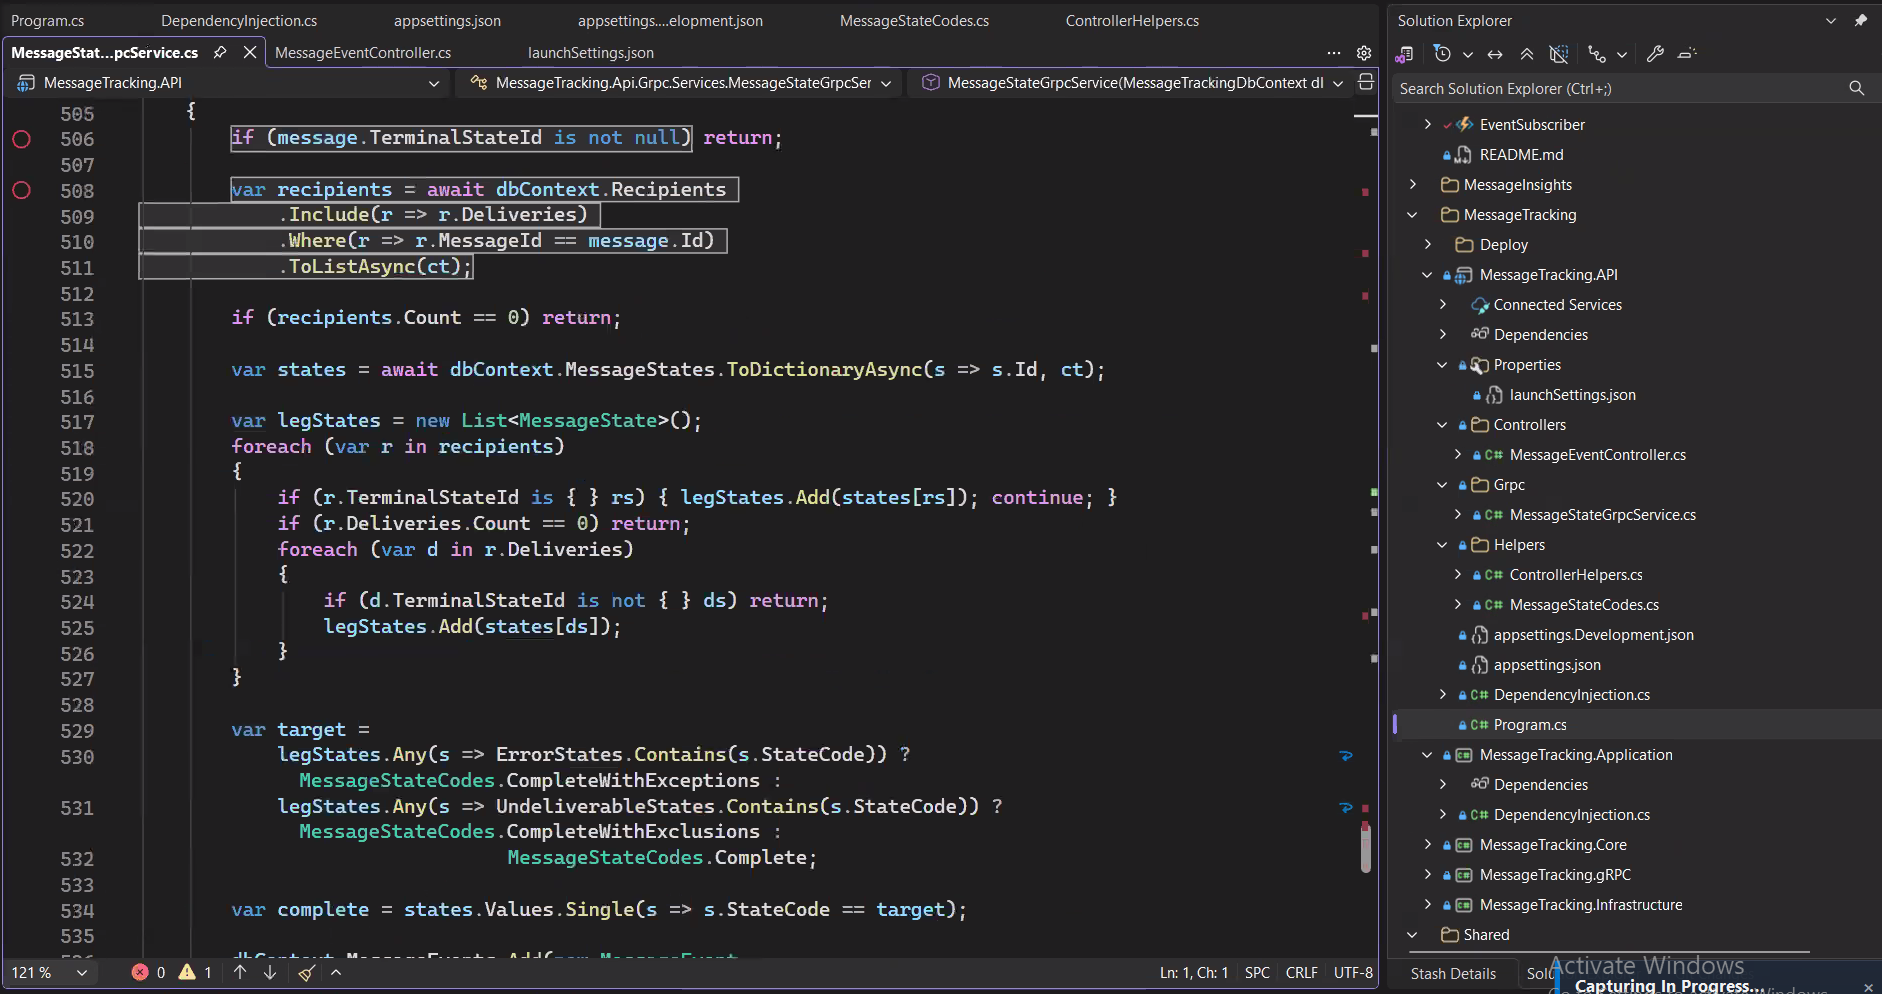 Program.cs DependencyInjection.cs appsettings.json appsettings....elopment.json MessageStateCodes.cs ControllerHelpers.cs
MessageStat...pcService.cs MessageEventController.cs launchSettings.json
MessageTracking.API MessageTracking.Api.Grpc.Services.MessageStateGrpcSer MessageStateGrpcService(MessageTrackingDbContext dl
505 {
506 if (message.TerminalStateId is not null) return;
507
508 var recipients = await dbContext.Recipients
509 .Include(r => r.Deliveries)
510 .Where(r => r.MessageId == message.Id)
511 .ToListAsync(ct);
512
513 if (recipients.Count == 0) return;
514
515 var states = await dbContext.MessageStates.ToDictionaryAsync(s => s.Id, ct);
516
517 var legStates = new List<MessageState>();
518 foreach (var r in recipients)
519 {
520 if (r.TerminalStateId is { } rs) { legStates.Add(states[rs]); continue; }
521 if (r.Deliveries.Count == 0) return;
522 foreach (var d in r.Deliveries)
523 {
524 if (d.TerminalStateId is not { } ds) return;
525 legStates.Add(states[ds]);
526 }
527 }
528
529 var target =
530 legStates.Any(s => ErrorStates.Contains(s.StateCode)) ?
MessageStateCodes.CompleteWithExceptions :
531 legStates.Any(s => UndeliverableStates.Contains(s.StateCode)) ?
MessageStateCodes.CompleteWithExclusions :
532 MessageStateCodes.Complete;
533
534 var complete = states.Values.Single(s => s.StateCode == target);
535
121 % 0 1 Ln: 1, Ch: 1 SPC CRLF UTF-8
Solution Explorer
Search Solution Explorer (Ctrl+;)
EventSubscriber
README.md
MessageInsights
MessageTracking
Deploy
MessageTracking.API
Connected Services
Dependencies
Properties
launchSettings.json
Controllers
C# MessageEventController.cs
Grpc
C# MessageStateGrpcService.cs
Helpers
C# ControllerHelpers.cs
C# MessageStateCodes.cs
appsettings.Development.json
appsettings.json
C# DependencyInjection.cs
C# Program.cs
MessageTracking.Application
Dependencies
C# DependencyInjection.cs
MessageTracking.Core
MessageTracking.gRPC
MessageTracking.Infrastructure
Shared
Stash Details Solu
Activate Windows
Capturing In Progress...